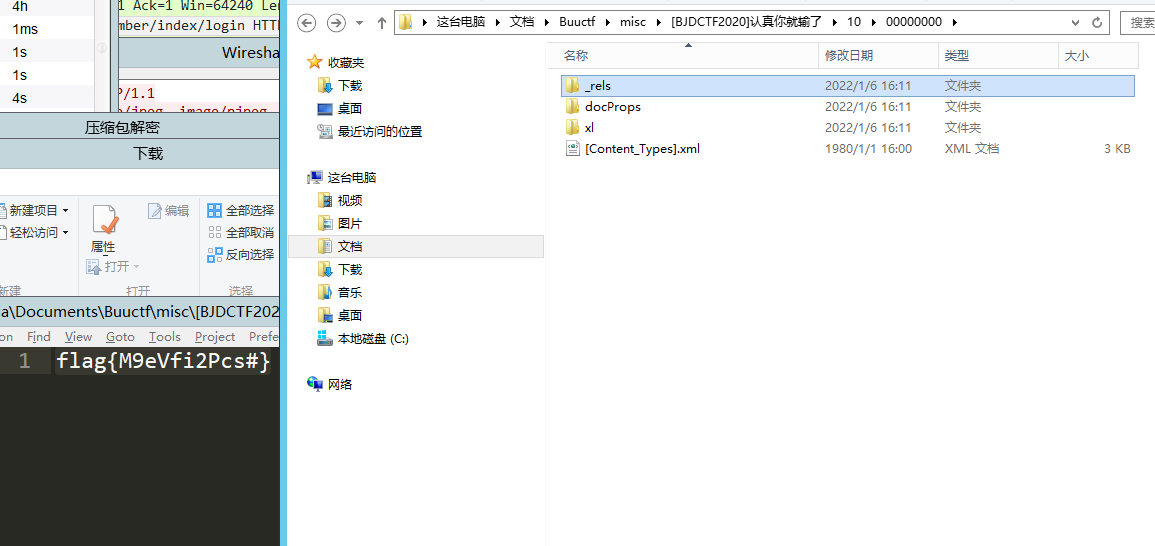 4h
1ms
1s
1s
4s
1 Ack=1 Win=64240 Len
mber/index/login HTTP
Wiresha
P/1.1
压缩包解密
下载
新建项目
轻松访问
新建
属性
打开
编辑
打开
全部选择
全部取消
反向选择
选择
a\Documents\Buuctf\misc\[BJDCTF202
on Find View Goto Tools Project Prefe
1 flag{M9eVfi2Pcs#}
这台电脑 文档 Buuctf misc [BJDCTF2020]认真你就输了 10 00000000
搜索
收藏夹
下载
桌面
最近访问的位置
这台电脑
视频
图片
文档
下载
音乐
桌面
本地磁盘 (C:)
网络
名称 修改日期 类型 大小
_rels 2022/1/6 16:11 文件夹
docProps 2022/1/6 16:11 文件夹
xl 2022/1/6 16:11 文件夹
[Content_Types].xml 1980/1/1 16:00 XML 文档 3 KB